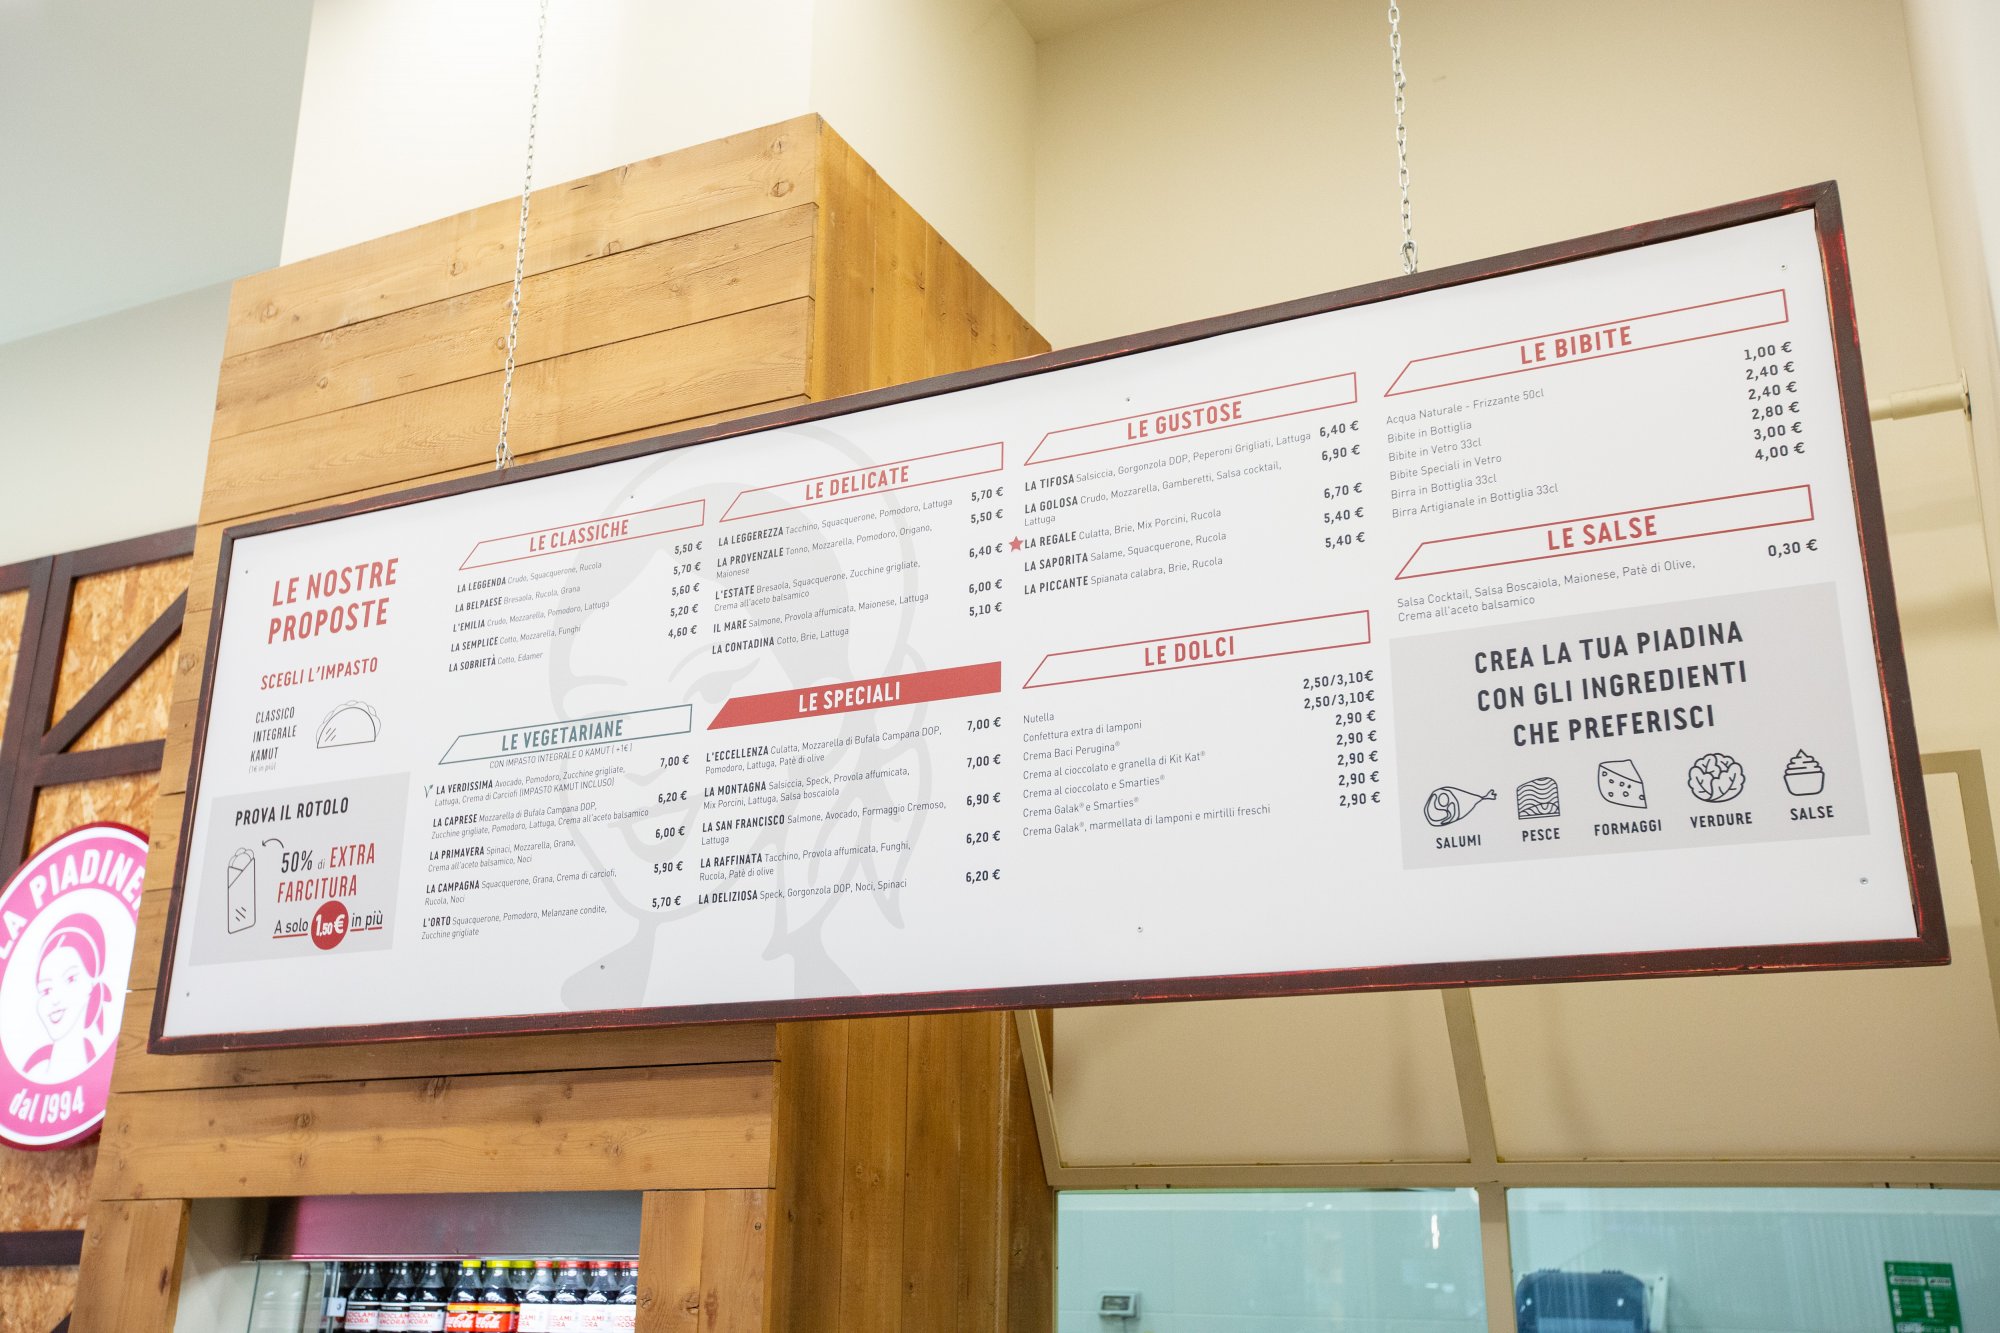 LE NOSTRE
PROPOSTE
SCEGLI L'IMPASTO
CLASSICO
INTEGRALE
KAMUT
(1€ in più)
PROVA IL ROTOLO
50% di EXTRA
FARCITURA
A solo 1,50€ in più
LE CLASSICHE
LA LEGGENDA Crudo, Squacquerone, Rucola 5,50 €
LA BELPAESE Bresaola, Rucola, Grana 5,70 €
L'EMILIA Crudo, Mozzarella, Pomodoro, Lattuga 5,60 €
LA SEMPLICE Cotto, Mozzarella, Funghi 5,20 €
LA SOBRIETÀ Cotto, Edamer 4,60 €
LE VEGETARIANE
CON IMPASTO INTEGRALE O KAMUT (+1€)
LA VERDISSIMA Avocado, Pomodoro, Zucchine grigliate, 7,00 €
Lattuga, Crema di Carciofi (IMPASTO KAMUT INCLUSO)
LA CAPRESE Mozzarella di Bufala Campana DOP, 6,20 €
Zucchine grigliate, Pomodoro, Lattuga, Crema all'aceto balsamico
LA PRIMAVERA Spinaci, Mozzarella, Grana, 6,00 €
Crema all'aceto balsamico, Noci
LA CAMPAGNA Squacquerone, Grana, Crema di carciofi, 5,90 €
Rucola, Noci
L'ORTO Squacquerone, Pomodoro, Melanzane condite, 5,70 €
Zucchine grigliate
LE DELICATE
LA LEGGEREZZA Tacchino, Squacquerone, Pomodoro, Lattuga 5,70 €
LA PROVENZALE Tonno, Mozzarella, Pomodoro, Origano, 5,50 €
Maionese
L'ESTATE Bresaola, Squacquerone, Zucchine grigliate, 6,40 €
Crema all'aceto balsamico
IL MARE Salmone, Provola affumicata, Maionese, Lattuga 6,00 €
LA CONTADINA Cotto, Brie, Lattuga 5,10 €
LE SPECIALI
L'ECCELLENZA Culatta, Mozzarella di Bufala Campana DOP, 7,00 €
Pomodoro, Lattuga, Patè di olive
LA MONTAGNA Salsiccia, Speck, Provola affumicata, 7,00 €
Mix Porcini, Lattuga, Salsa boscaiola
LA SAN FRANCISCO Salmone, Avocado, Formaggio Cremoso, 6,90 €
Lattuga
LA RAFFINATA Tacchino, Provola affumicata, Funghi, 6,20 €
Rucola, Patè di olive
LA DELIZIOSA Speck, Gorgonzola DOP, Noci, Spinaci 6,20 €
LE GUSTOSE
LA TIFOSA Salsiccia, Gorgonzola DOP, Peperoni Grigliati, Lattuga 6,40 €
LA GOLOSA Crudo, Mozzarella, Gamberetti, Salsa cocktail, 6,90 €
Lattuga
LA REGALE Culatta, Brie, Mix Porcini, Rucola 6,70 €
LA SAPORITA Salame, Squacquerone, Rucola 5,40 €
LA PICCANTE Spianata calabra, Brie, Rucola 5,40 €
LE DOLCI
Nutella 2,50/3,10€
Confettura extra di lamponi 2,50/3,10€
Crema Baci Perugina® 2,90 €
Crema al cioccolato e granella di Kit Kat® 2,90 €
Crema al cioccolato e Smarties® 2,90 €
Crema Galak® e Smarties® 2,90 €
Crema Galak®, marmellata di lamponi e mirtilli freschi 2,90 €
LE BIBITE
Acqua Naturale - Frizzante 50cl 1,00 €
Bibite in Bottiglia 2,40 €
Bibite in Vetro 33cl 2,40 €
Bibite Speciali in Vetro 2,80 €
Birra in Bottiglia 33cl 3,00 €
Birra Artigianale in Bottiglia 33cl 4,00 €
LE SALSE
Salsa Cocktail, Salsa Boscaiola, Maionese, Patè di Olive, 0,30 €
Crema all'aceto balsamico
CREA LA TUA PIADINA
CON GLI INGREDIENTI
CHE PREFERISCI
SALUMI PESCE FORMAGGI VERDURE SALSE
LA PIADINE
dal 1994